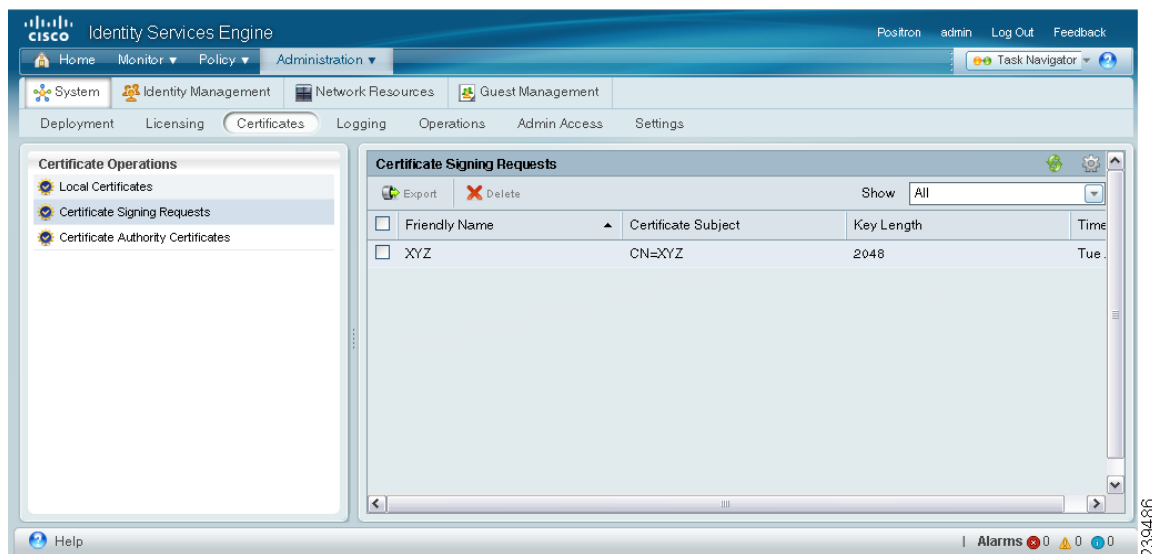 cisco Identity Services Engine Positron admin Log Out Feedback
Home Monitor Policy Administration Task Navigator
System Identity Management Network Resources Guest Management
Deployment Licensing Certificates Logging Operations Admin Access Settings
Certificate Operations
Local Certificates
Certificate Signing Requests
Certificate Authority Certificates
Certificate Signing Requests
Export Delete Show All
Friendly Name Certificate Subject Key Length Time
XYZ CN=XYZ 2048 Tue
Help | Alarms 0 0 0
239486